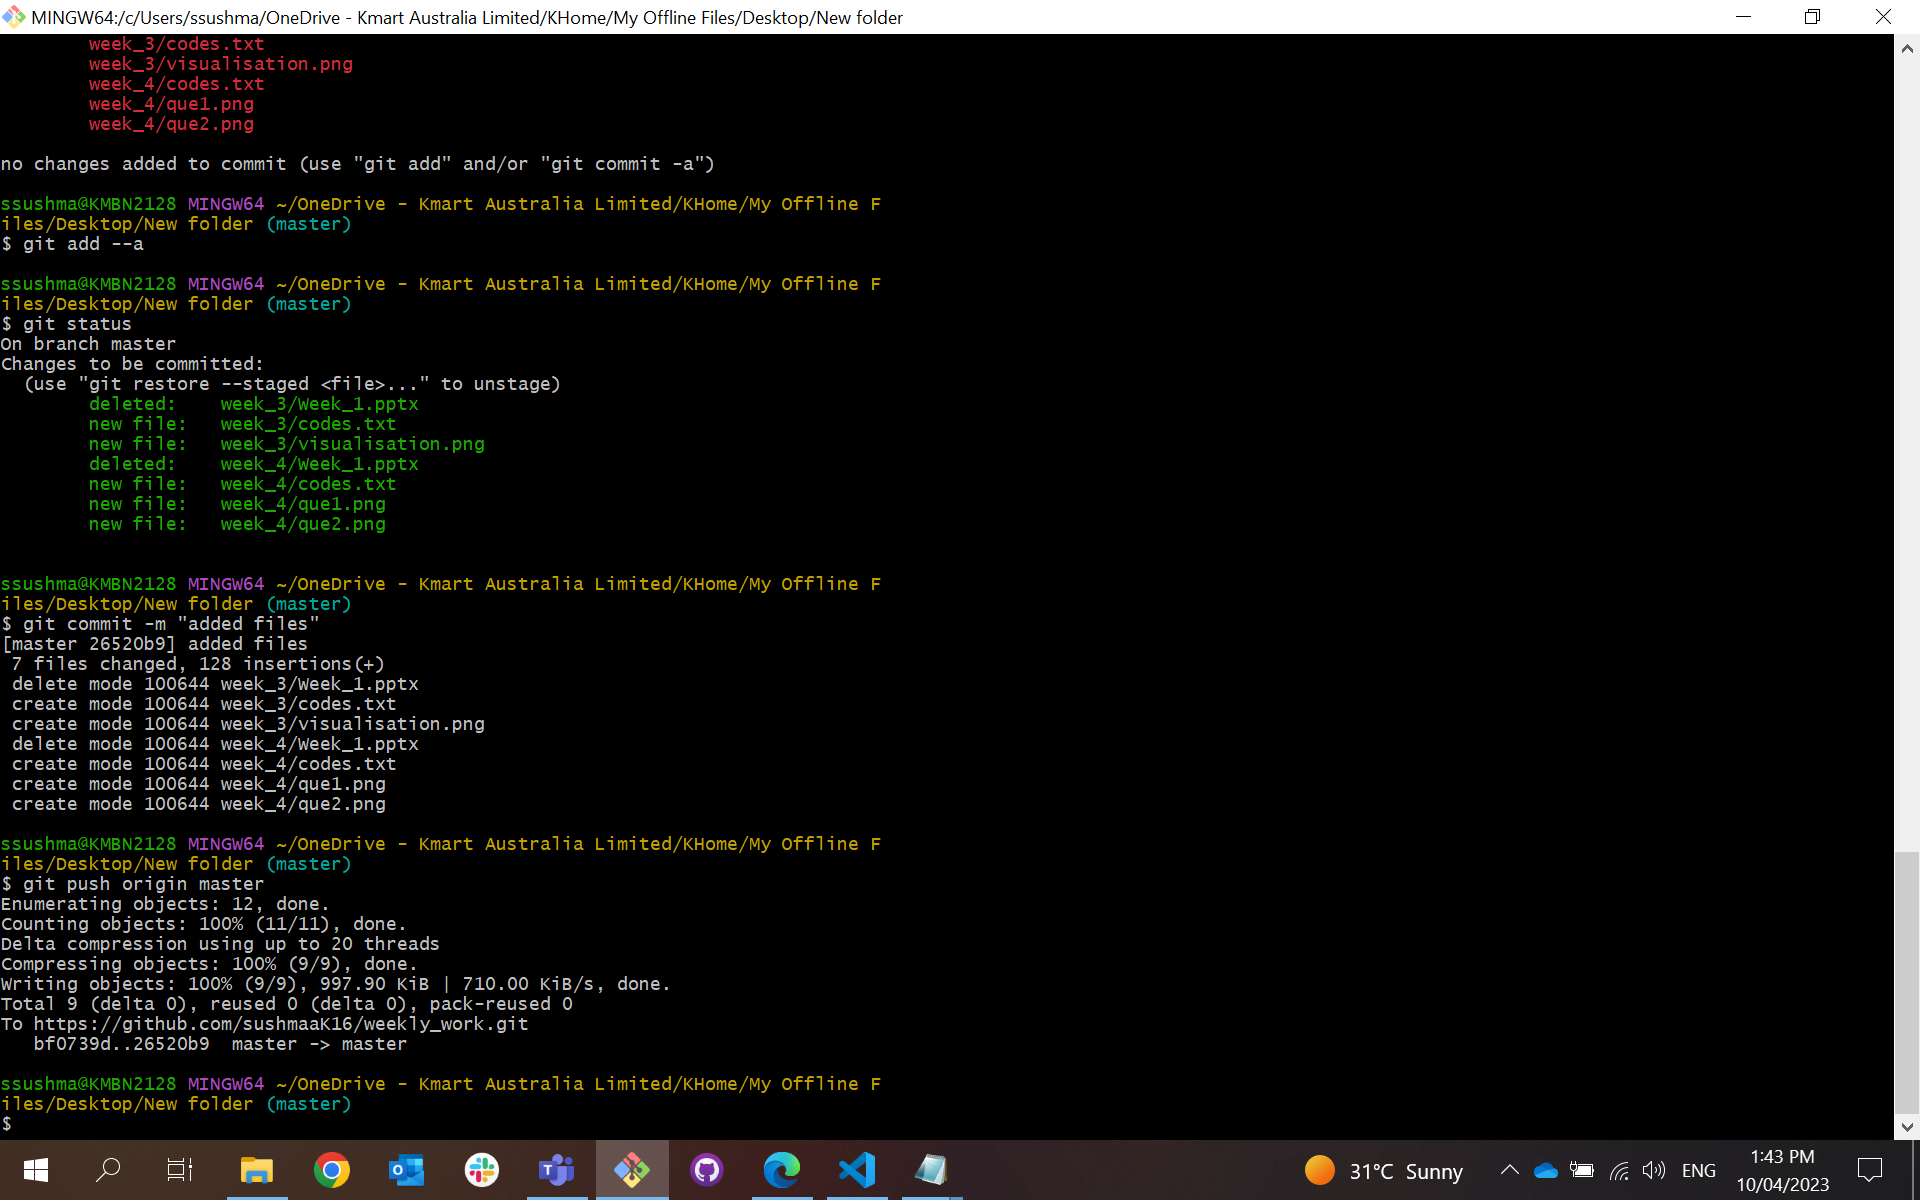 MINGW64:/c/Users/ssushma/OneDrive - Kmart Australia Limited/KHome/My Offline Files/Desktop/New folder
week_3/codes.txt
week_3/visualisation.png
week_4/codes.txt
week_4/que1.png
week_4/que2.png
no changes added to commit (use "git add" and/or "git commit -a")
ssushma@KMBN2128 MINGW64 ~/OneDrive - Kmart Australia Limited/KHome/My Offline F
iles/Desktop/New folder (master)
$ git add --a
ssushma@KMBN2128 MINGW64 ~/OneDrive - Kmart Australia Limited/KHome/My Offline F
iles/Desktop/New folder (master)
$ git status
On branch master
Changes to be committed:
(use "git restore --staged <file>..." to unstage)
deleted: week_3/Week_1.pptx
new file: week_3/codes.txt
new file: week_3/visualisation.png
deleted: week_4/Week_1.pptx
new file: week_4/codes.txt
new file: week_4/que1.png
new file: week_4/que2.png
ssushma@KMBN2128 MINGW64 ~/OneDrive - Kmart Australia Limited/KHome/My Offline F
iles/Desktop/New folder (master)
$ git commit -m "added files"
[master 26520b9] added files
7 files changed, 128 insertions(+)
delete mode 100644 week_3/Week_1.pptx
create mode 100644 week_3/codes.txt
create mode 100644 week_3/visualisation.png
delete mode 100644 week_4/Week_1.pptx
create mode 100644 week_4/codes.txt
create mode 100644 week_4/que1.png
create mode 100644 week_4/que2.png
ssushma@KMBN2128 MINGW64 ~/OneDrive - Kmart Australia Limited/KHome/My Offline F
iles/Desktop/New folder (master)
$ git push origin master
Enumerating objects: 12, done.
Counting objects: 100% (11/11), done.
Delta compression using up to 20 threads
Compressing objects: 100% (9/9), done.
Writing objects: 100% (9/9), 997.90 KiB | 710.00 KiB/s, done.
Total 9 (delta 0), reused 0 (delta 0), pack-reused 0
To https://github.com/sushmaaK16/weekly_work.git
bf0739d..26520b9 master -> master
ssushma@KMBN2128 MINGW64 ~/OneDrive - Kmart Australia Limited/KHome/My Offline F
iles/Desktop/New folder (master)
$
31°C Sunny
ENG
1:43 PM
10/04/2023